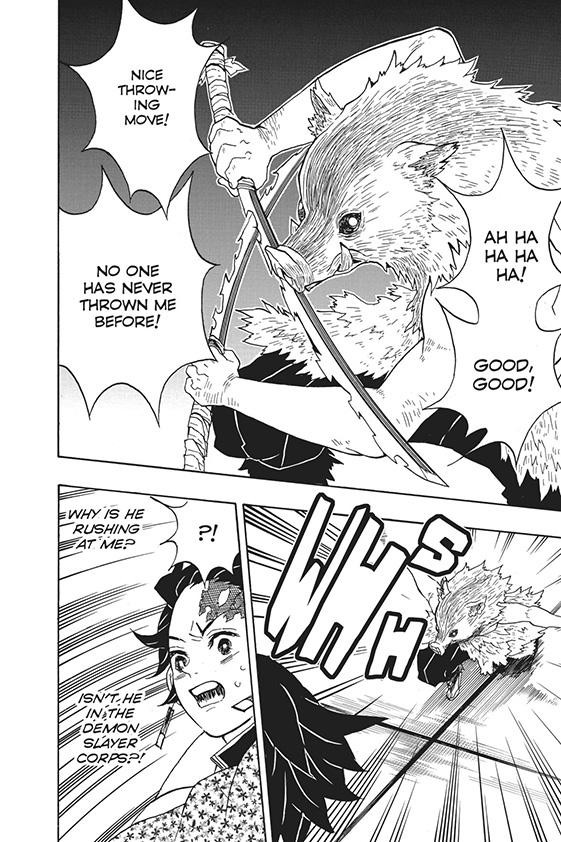 AH HA
HA HA
HA!
GOOD,
GOOD!
NICE
THROW-
ING
MOVE!
NO ONE
HAS NEVER
THROWN ME
BEFORE!
WHSH
?!
WHY IS HE
RUSHING
AT ME?
ISN'T HE
IN THE
DEMON
SLAYER
CORPS?!